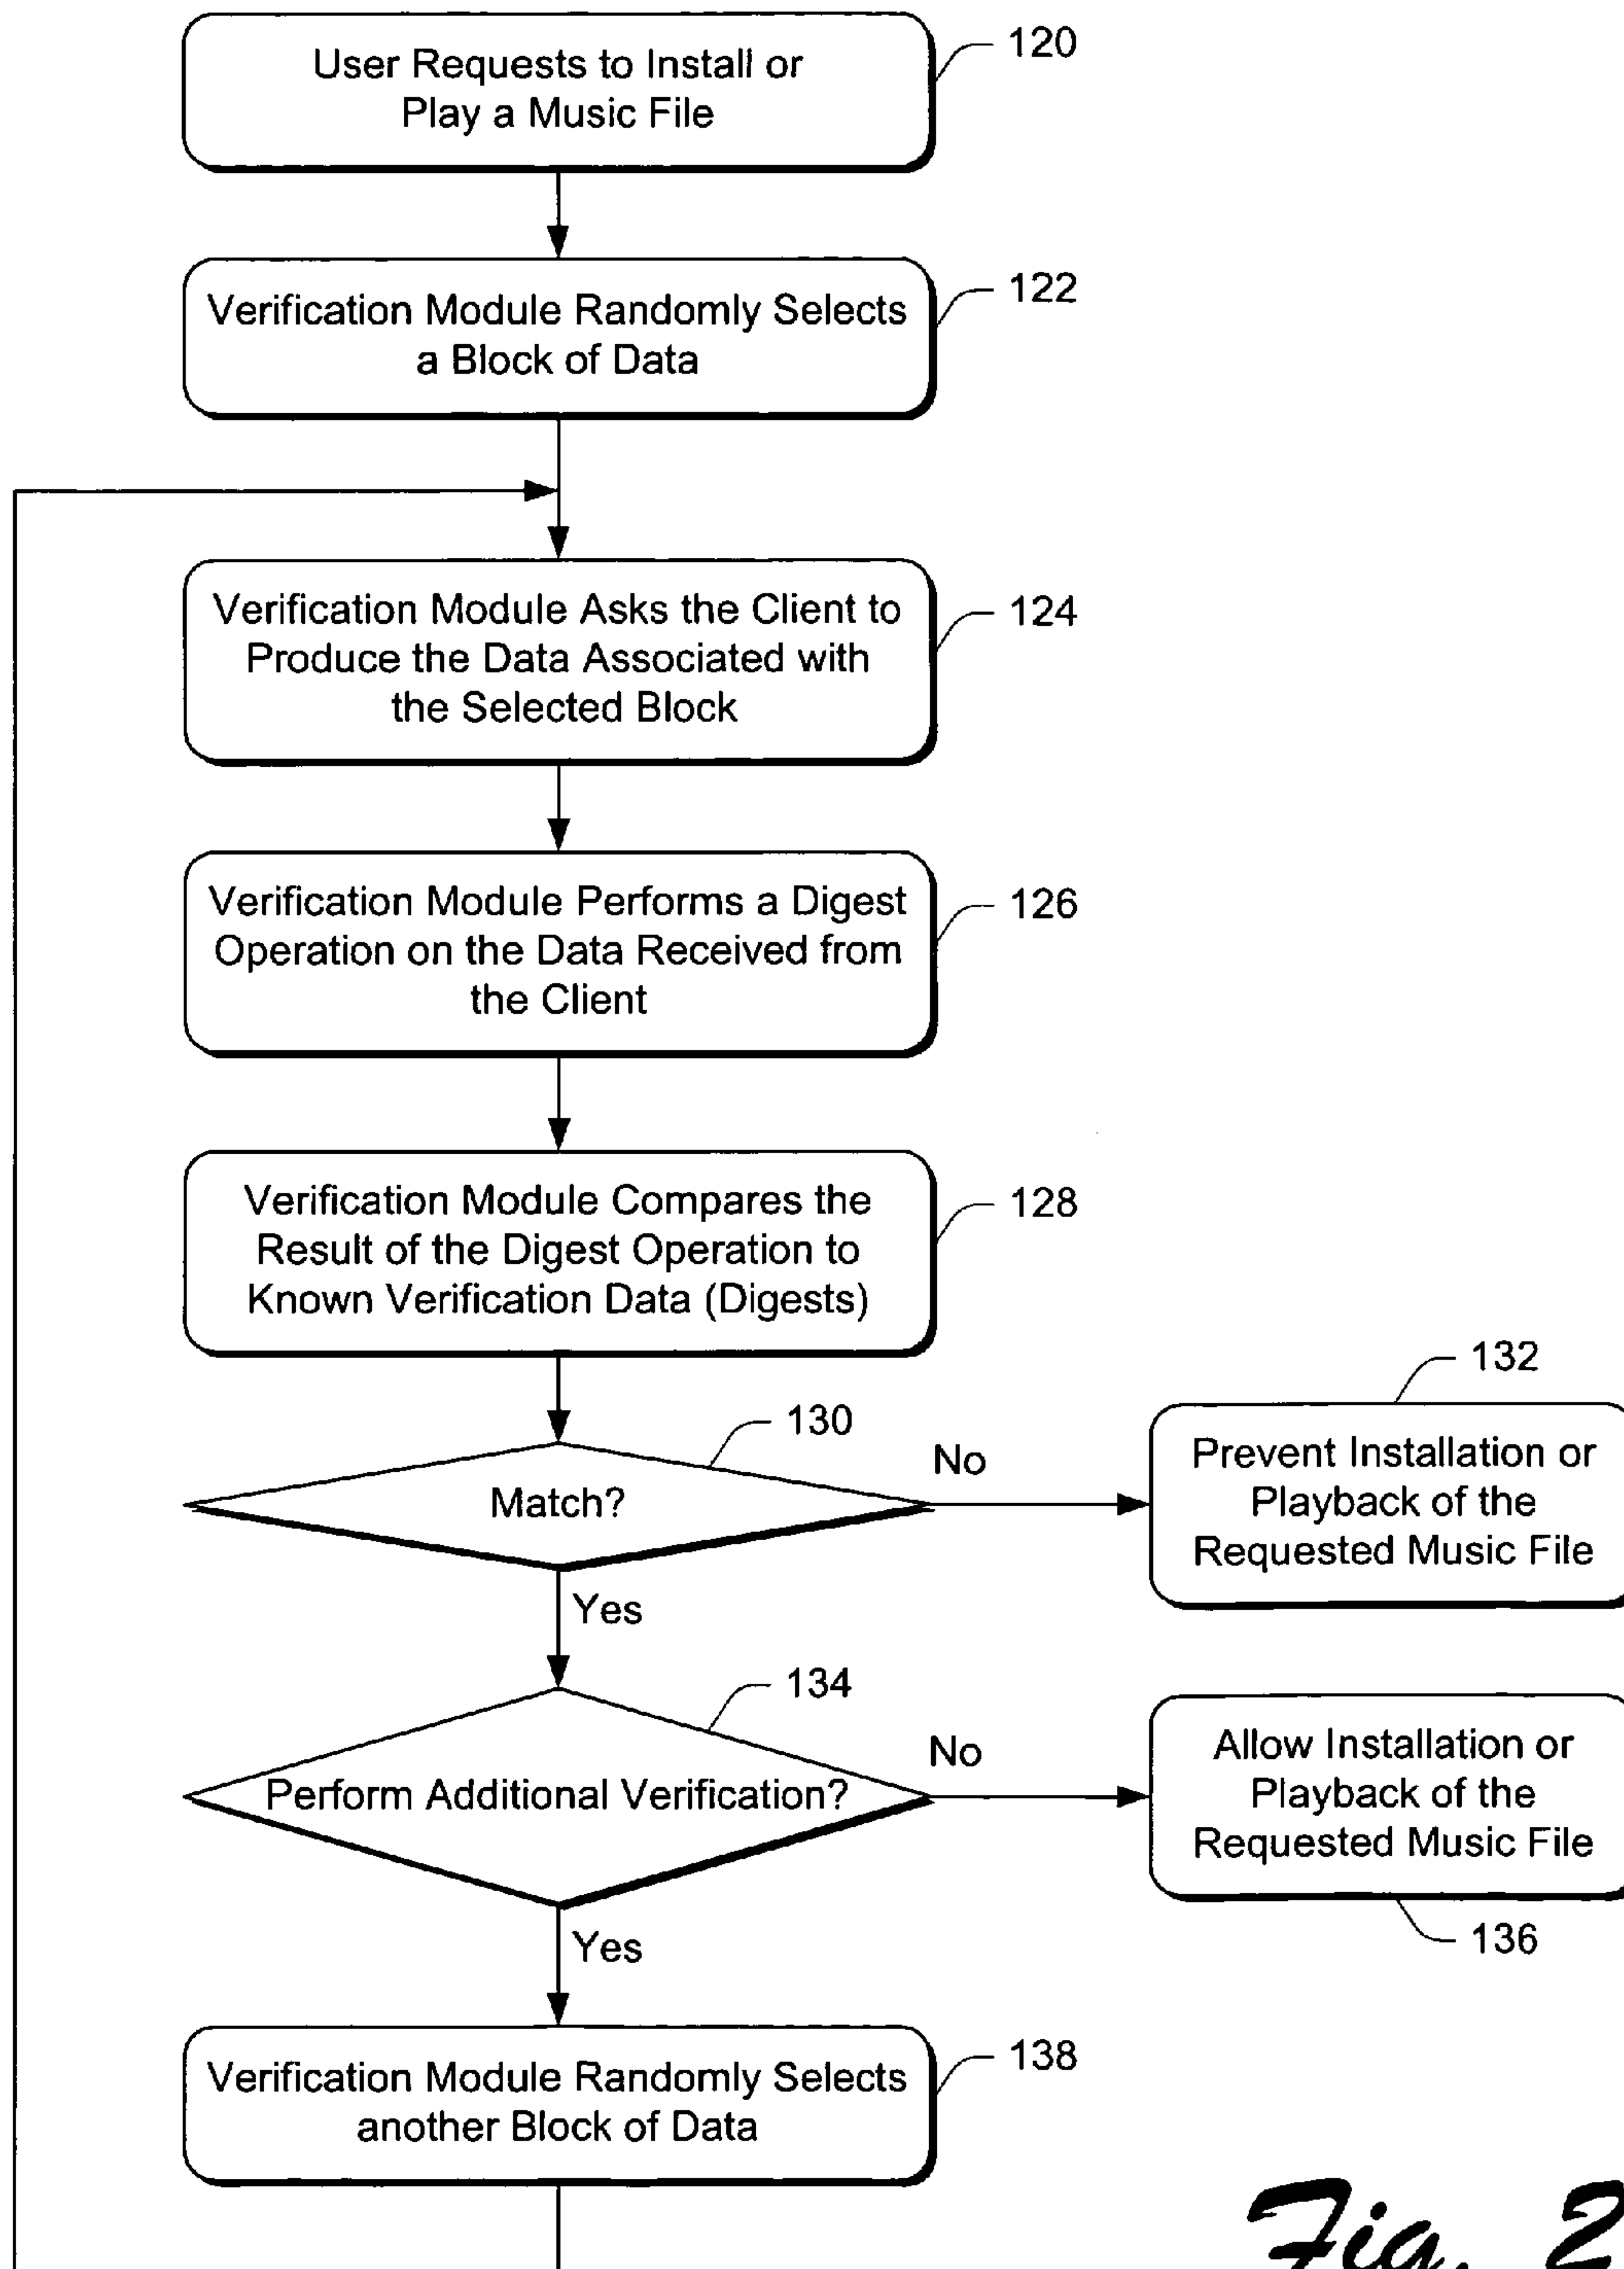 User Requests to Install or
Play a Music File
120
Verification Module Randomly Selects
a Block of Data
122
Verification Module Asks the Client to
Produce the Data Associated with
the Selected Block
124
Verification Module Performs a Digest
Operation on the Data Received from
the Client
126
Verification Module Compares the
Result of the Digest Operation to
Known Verification Data (Digests)
128
130
Match?
No
132
Prevent Installation or
Playback of the
Requested Music File
Yes
134
Perform Additional Verification?
No
Allow Installation or
Playback of the
Requested Music File
136
Yes
Verification Module Randomly Selects
another Block of Data
138
Fig. 2